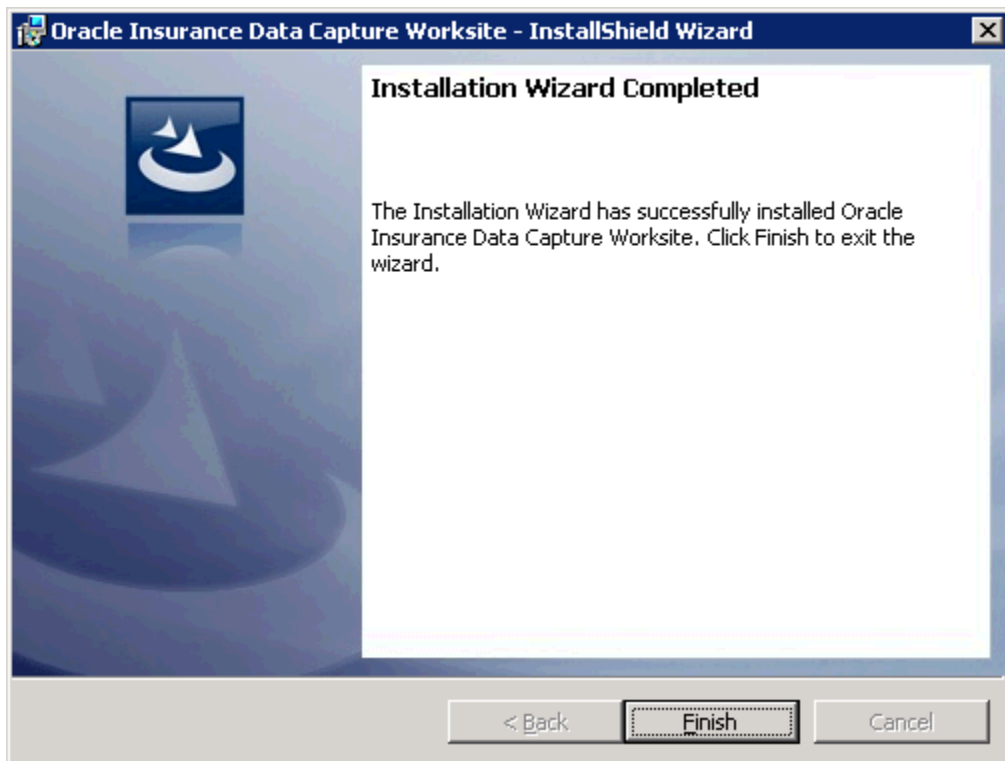 Oracle Insurance Data Capture Worksite - InstallShield Wizard
Installation Wizard Completed
The Installation Wizard has successfully installed Oracle
Insurance Data Capture Worksite. Click Finish to exit the
wizard.
< Back
Finish
Cancel